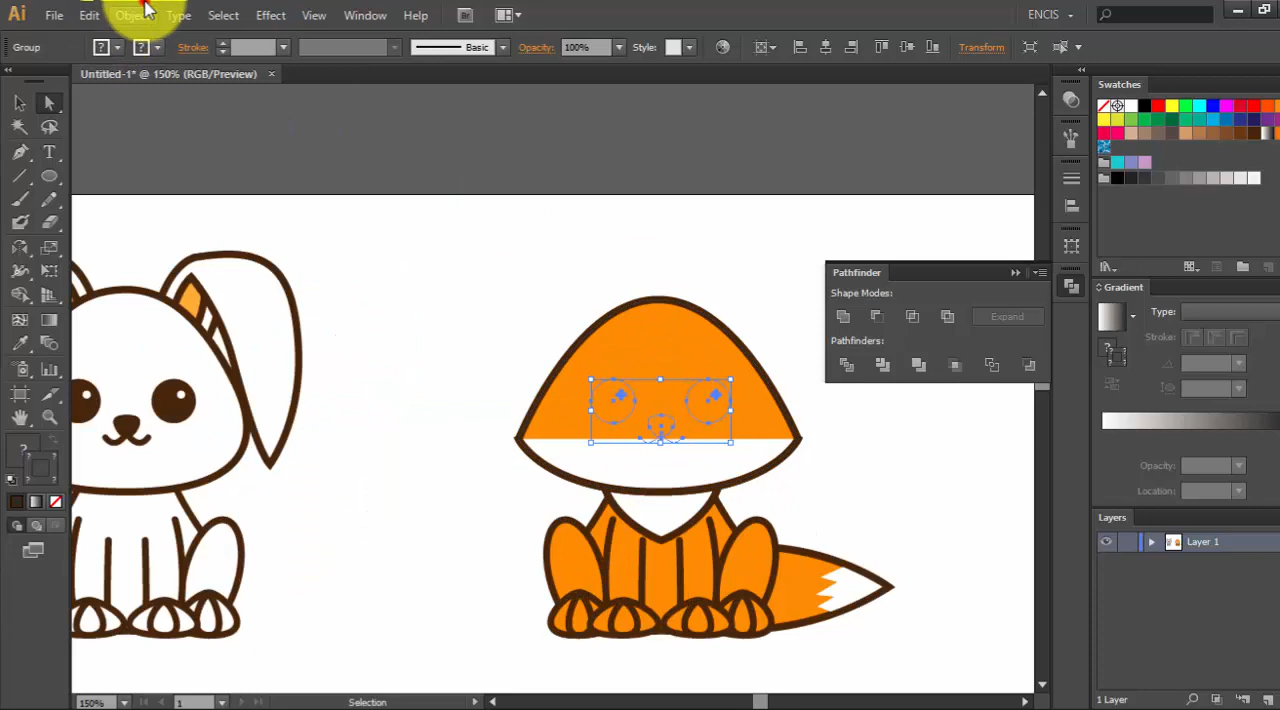 Ai File Edit Object Type Select Effect View Window Help Br ENCIS
Group Stroke: Basic Opacity: 100% Style: Transform
Untitled-1* @ 150% (RGB/Preview) ×
Swatches
Pathfinder
Shape Modes:
Expand
Pathfinders:
Gradient
Type:
Stroke:
Opacity:
Location:
Layers
Layer 1
1 Layer
150% 1 Selection
T
? ?
?
?